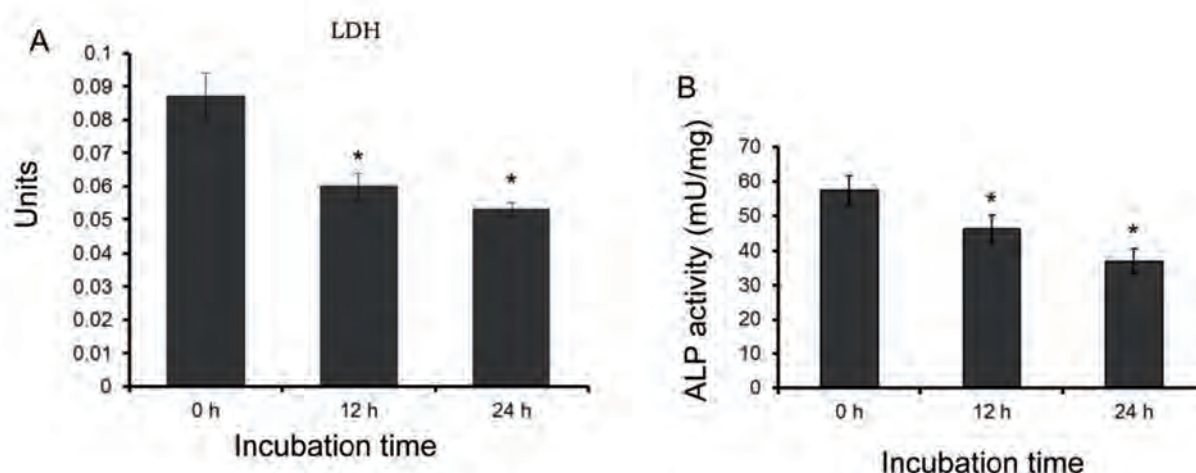 A
LDH
Units
0.1
0.09
0.08
0.07
0.06
0.05
0.04
0.03
0.02
0.01
0
*
*
0 h
12 h
24 h
Incubation time
B
ALP activity (mU/mg)
70
60
50
40
30
20
10
0
*
*
0 h
12 h
24 h
Incubation time